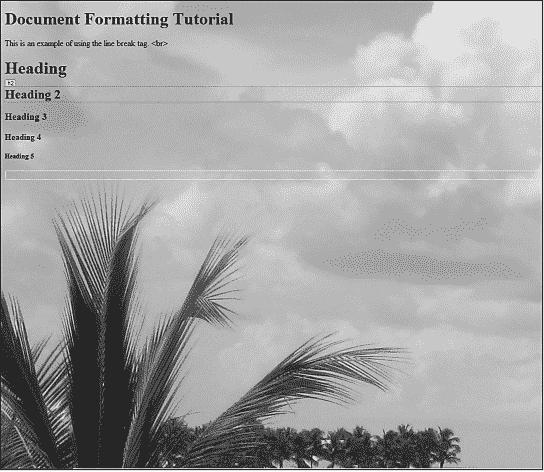 Document Formatting Tutorial
This is an example of using the line break tag. <br>
Heading
h2
Heading 2
Heading 3
Heading 4
Heading 5